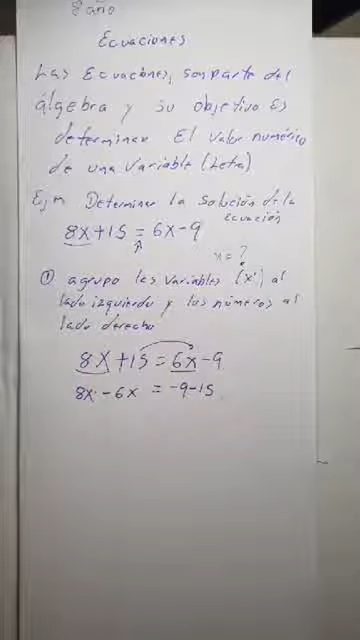 8 año
Ecuaciones
Las Ecuaciones, son parte del
álgebra y su objetivo Es
determinar El valor numérico
de una variable (Letra)
Ejm Determinar la solución de la
ecuación
8X+15=6X-9
x=?
① agrupo las variables (x) al
lado izquierdo y los números al
lado derecho
8X+15=6x-9
8X-6X=-9-15